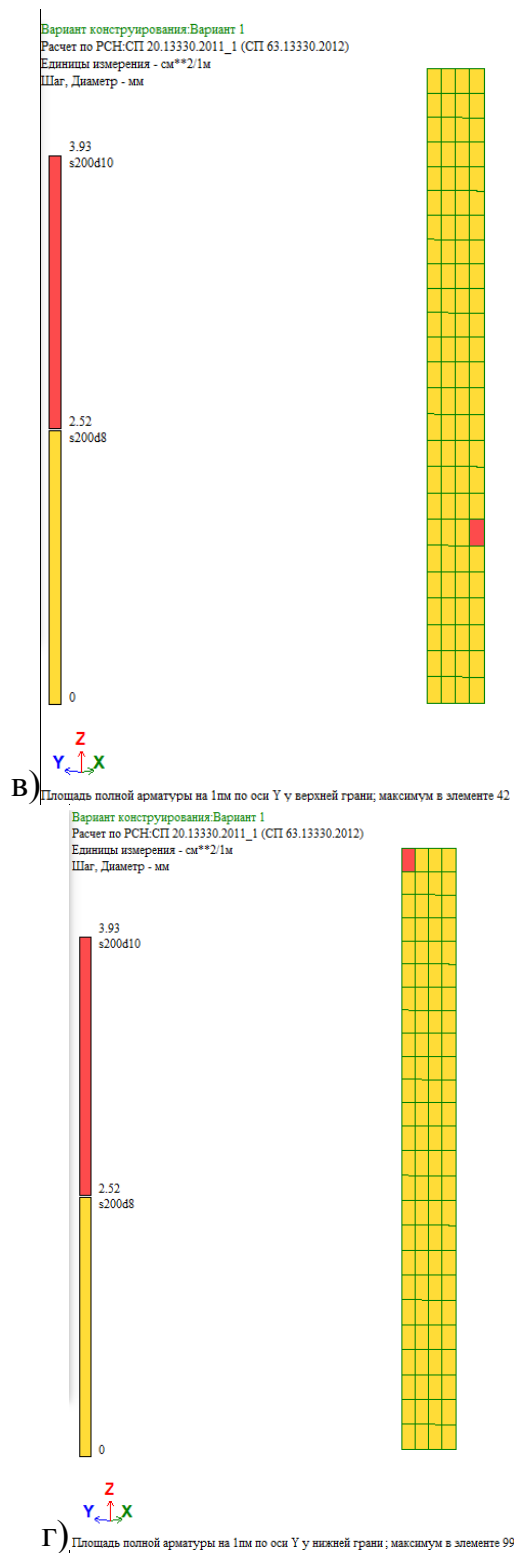 Вариант конструирования:Вариант 1
Расчет по РСН:СП 20.13330.2011_1 (СП 63.13330.2012)
Единицы измерения - см**2/1м
Шаг, Диаметр - мм
3.93
s200d10
2.52
s200d8
0
Z
Y X
в) Площадь полной арматуры на 1пм по оси Y у верхней грани; максимум в элементе 42
Вариант конструирования:Вариант 1
Расчет по РСН:СП 20.13330.2011_1 (СП 63.13330.2012)
Единицы измерения - см**2/1м
Шаг, Диаметр - мм
3.93
s200d10
2.52
s200d8
0
Z
Y X
г) Площадь полной арматуры на 1пм по оси Y у нижней грани; максимум в элементе 99